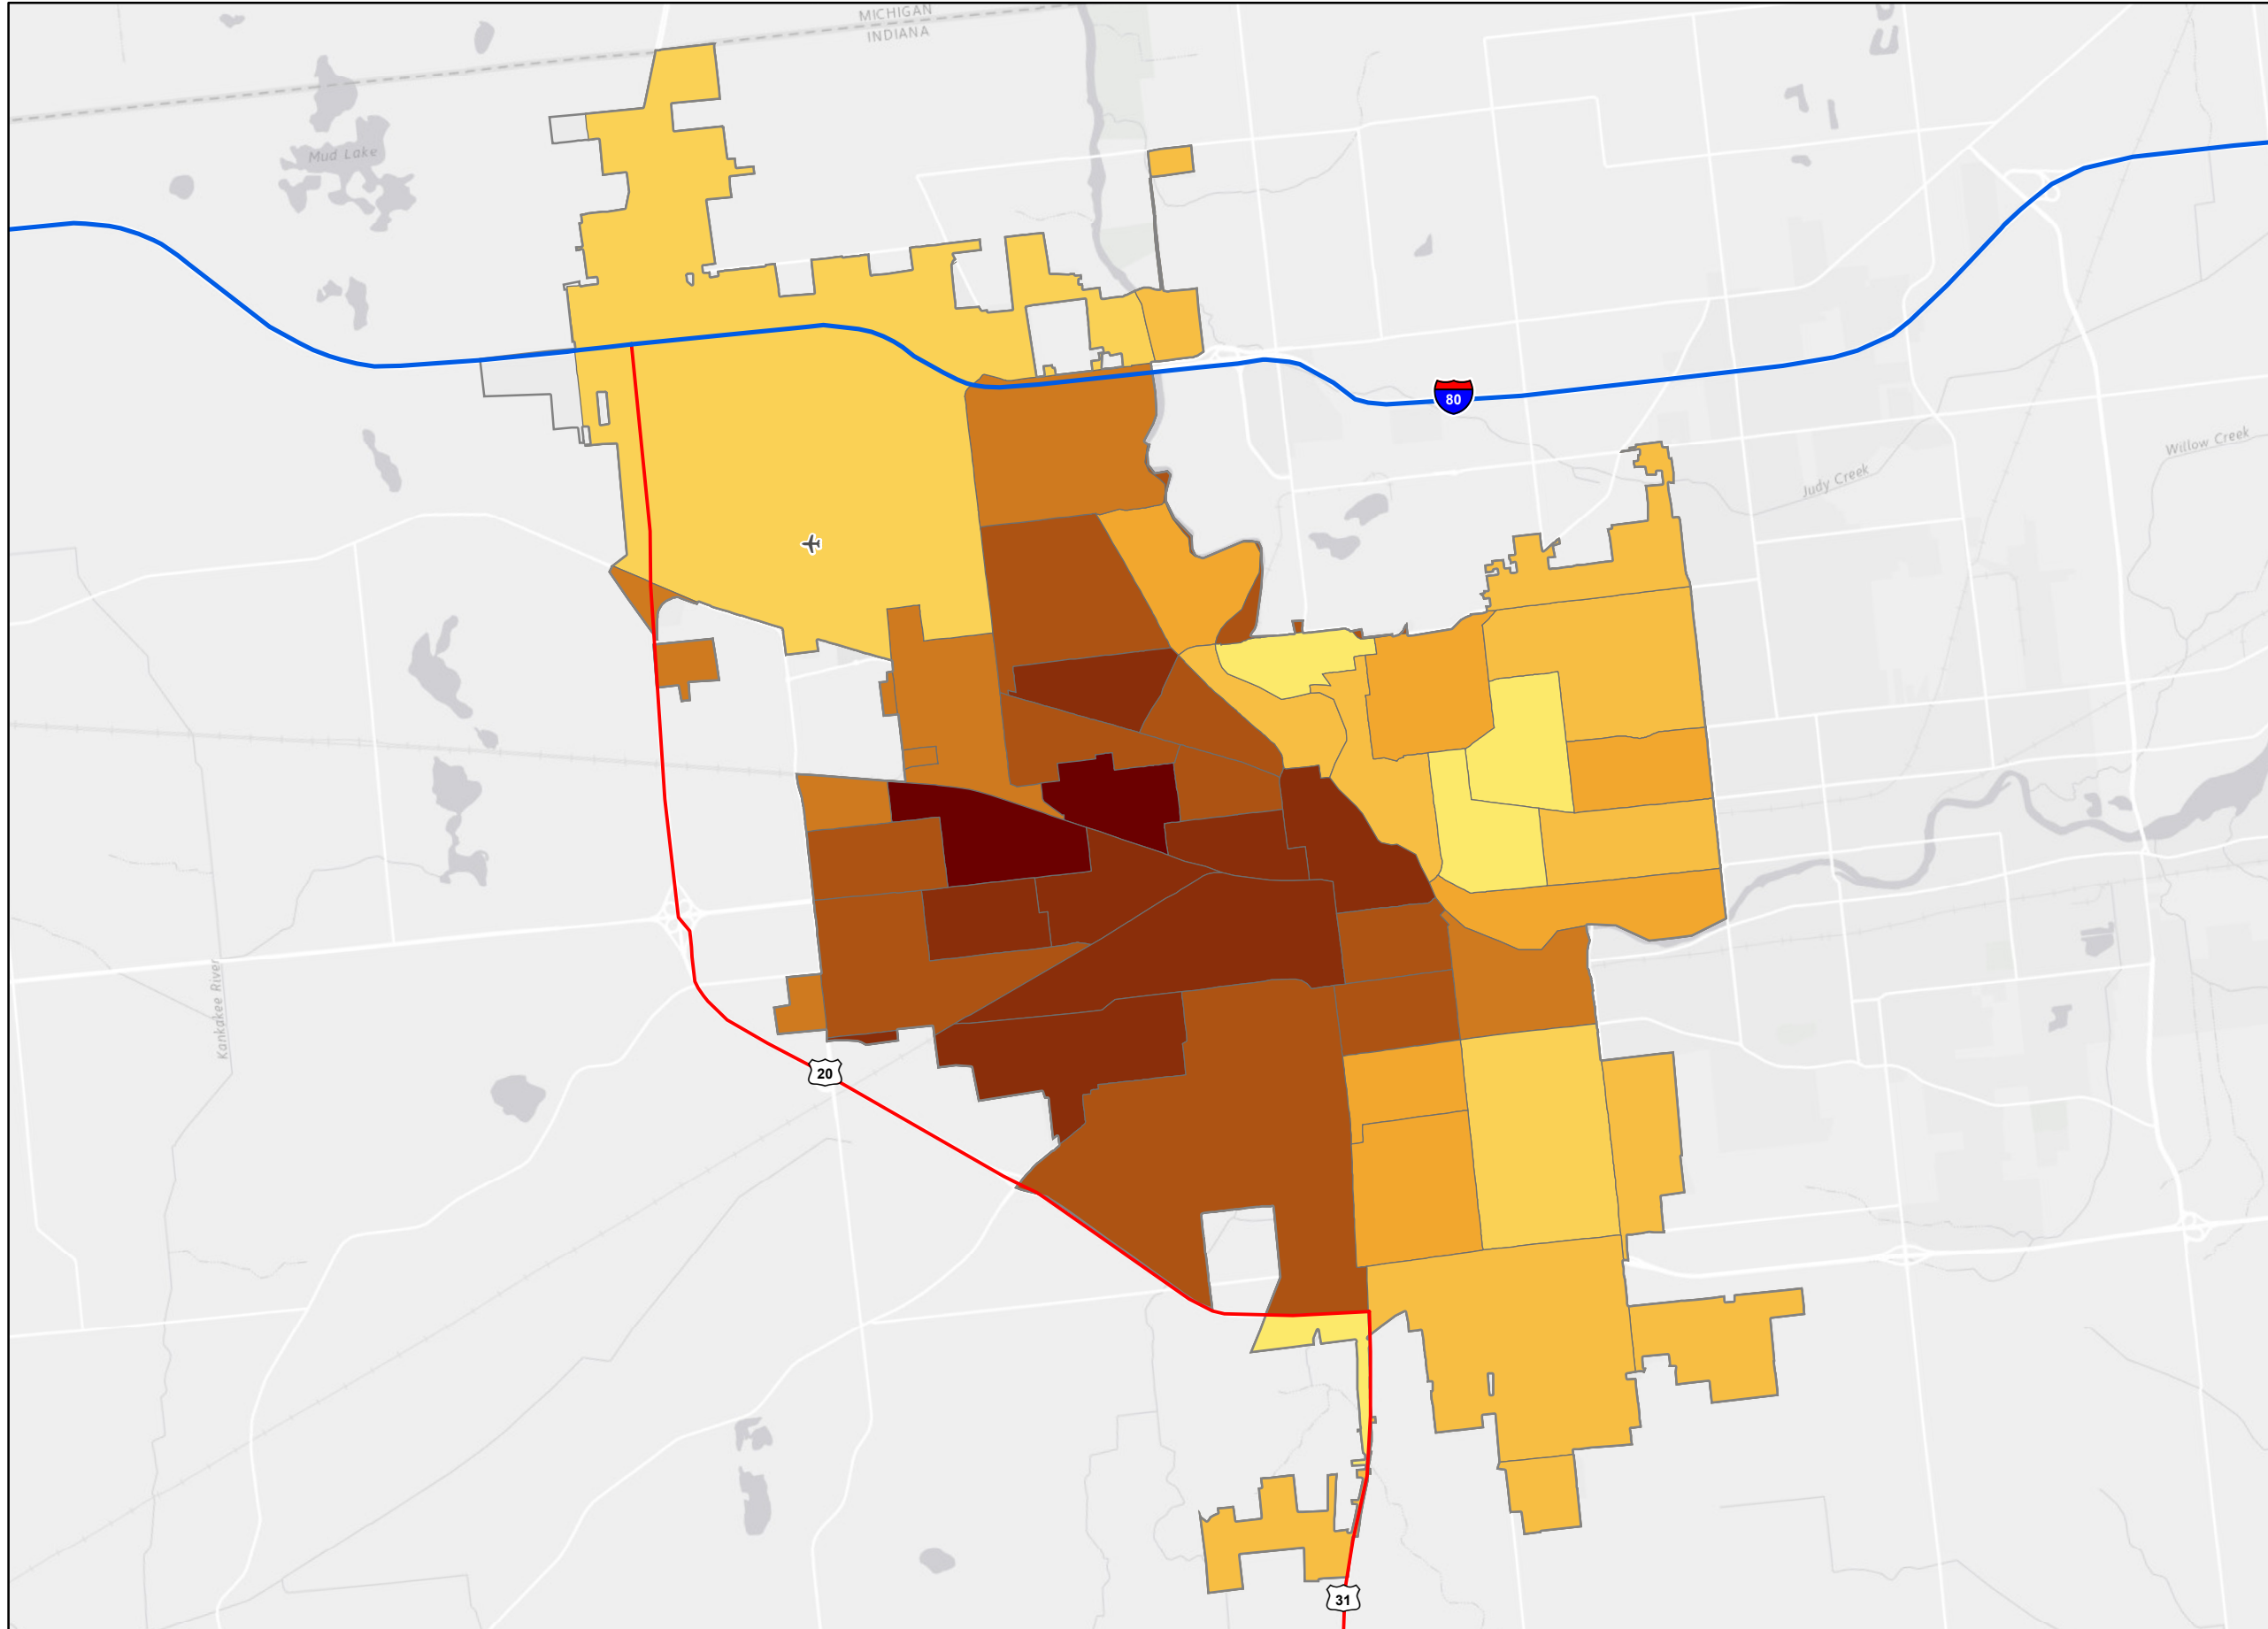 MICHIGAN
INDIANA
Mud Lake
80
Willow Creek
Judy Creek
Kankakee River
20
31